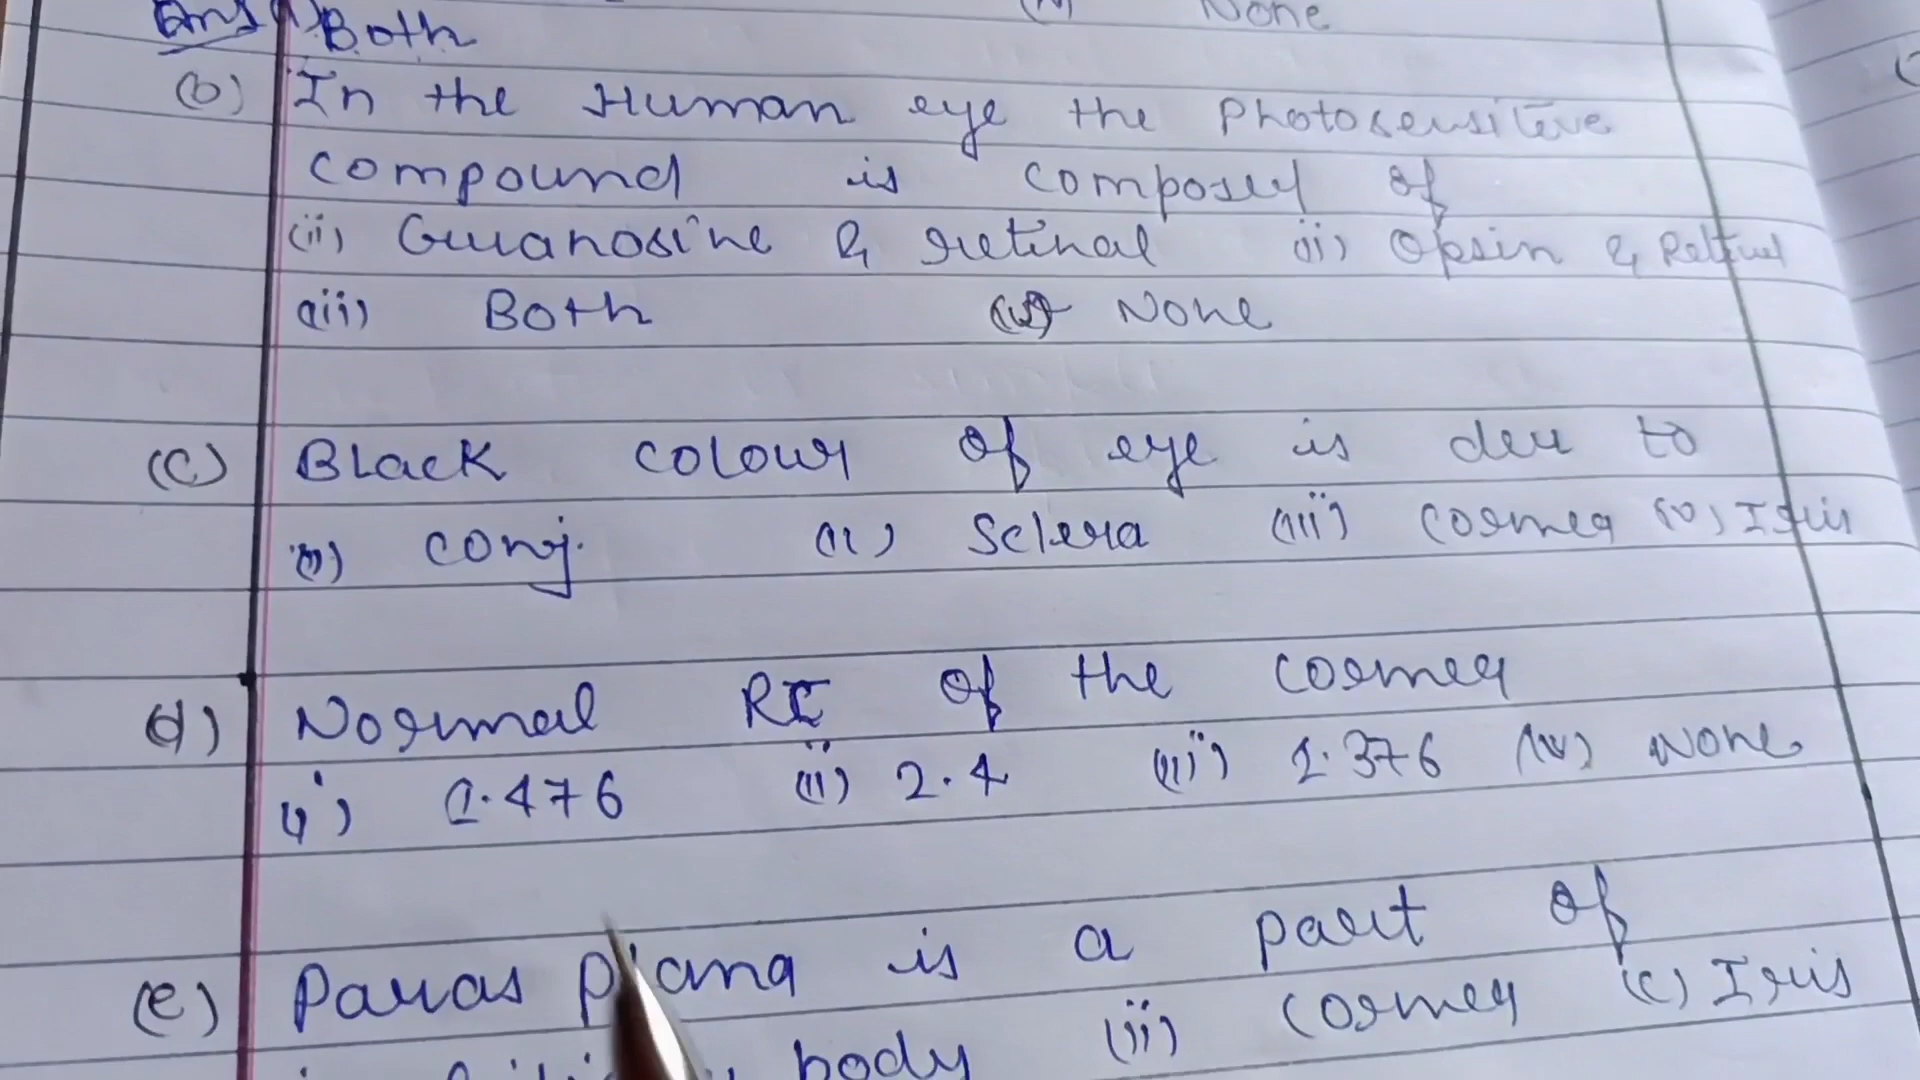 Ans a) Both (iv) None
(b) In the Human eye the Photosensitive
compound is composed of
(ii) Guanosine & retinal (ii) Opsin & Retinal
(iii) Both (iv) None
(c) Black colour of eye is due to
(i) conj. (ii) Sclera (iii) cornea (iv) Iris
(d) Normal RI of the cornea
(i) 1.476 (ii) 2.4 (iii) 1.376 (iv) None
(e) Paras plana is a part of
body (ii) cornea (c) Iris